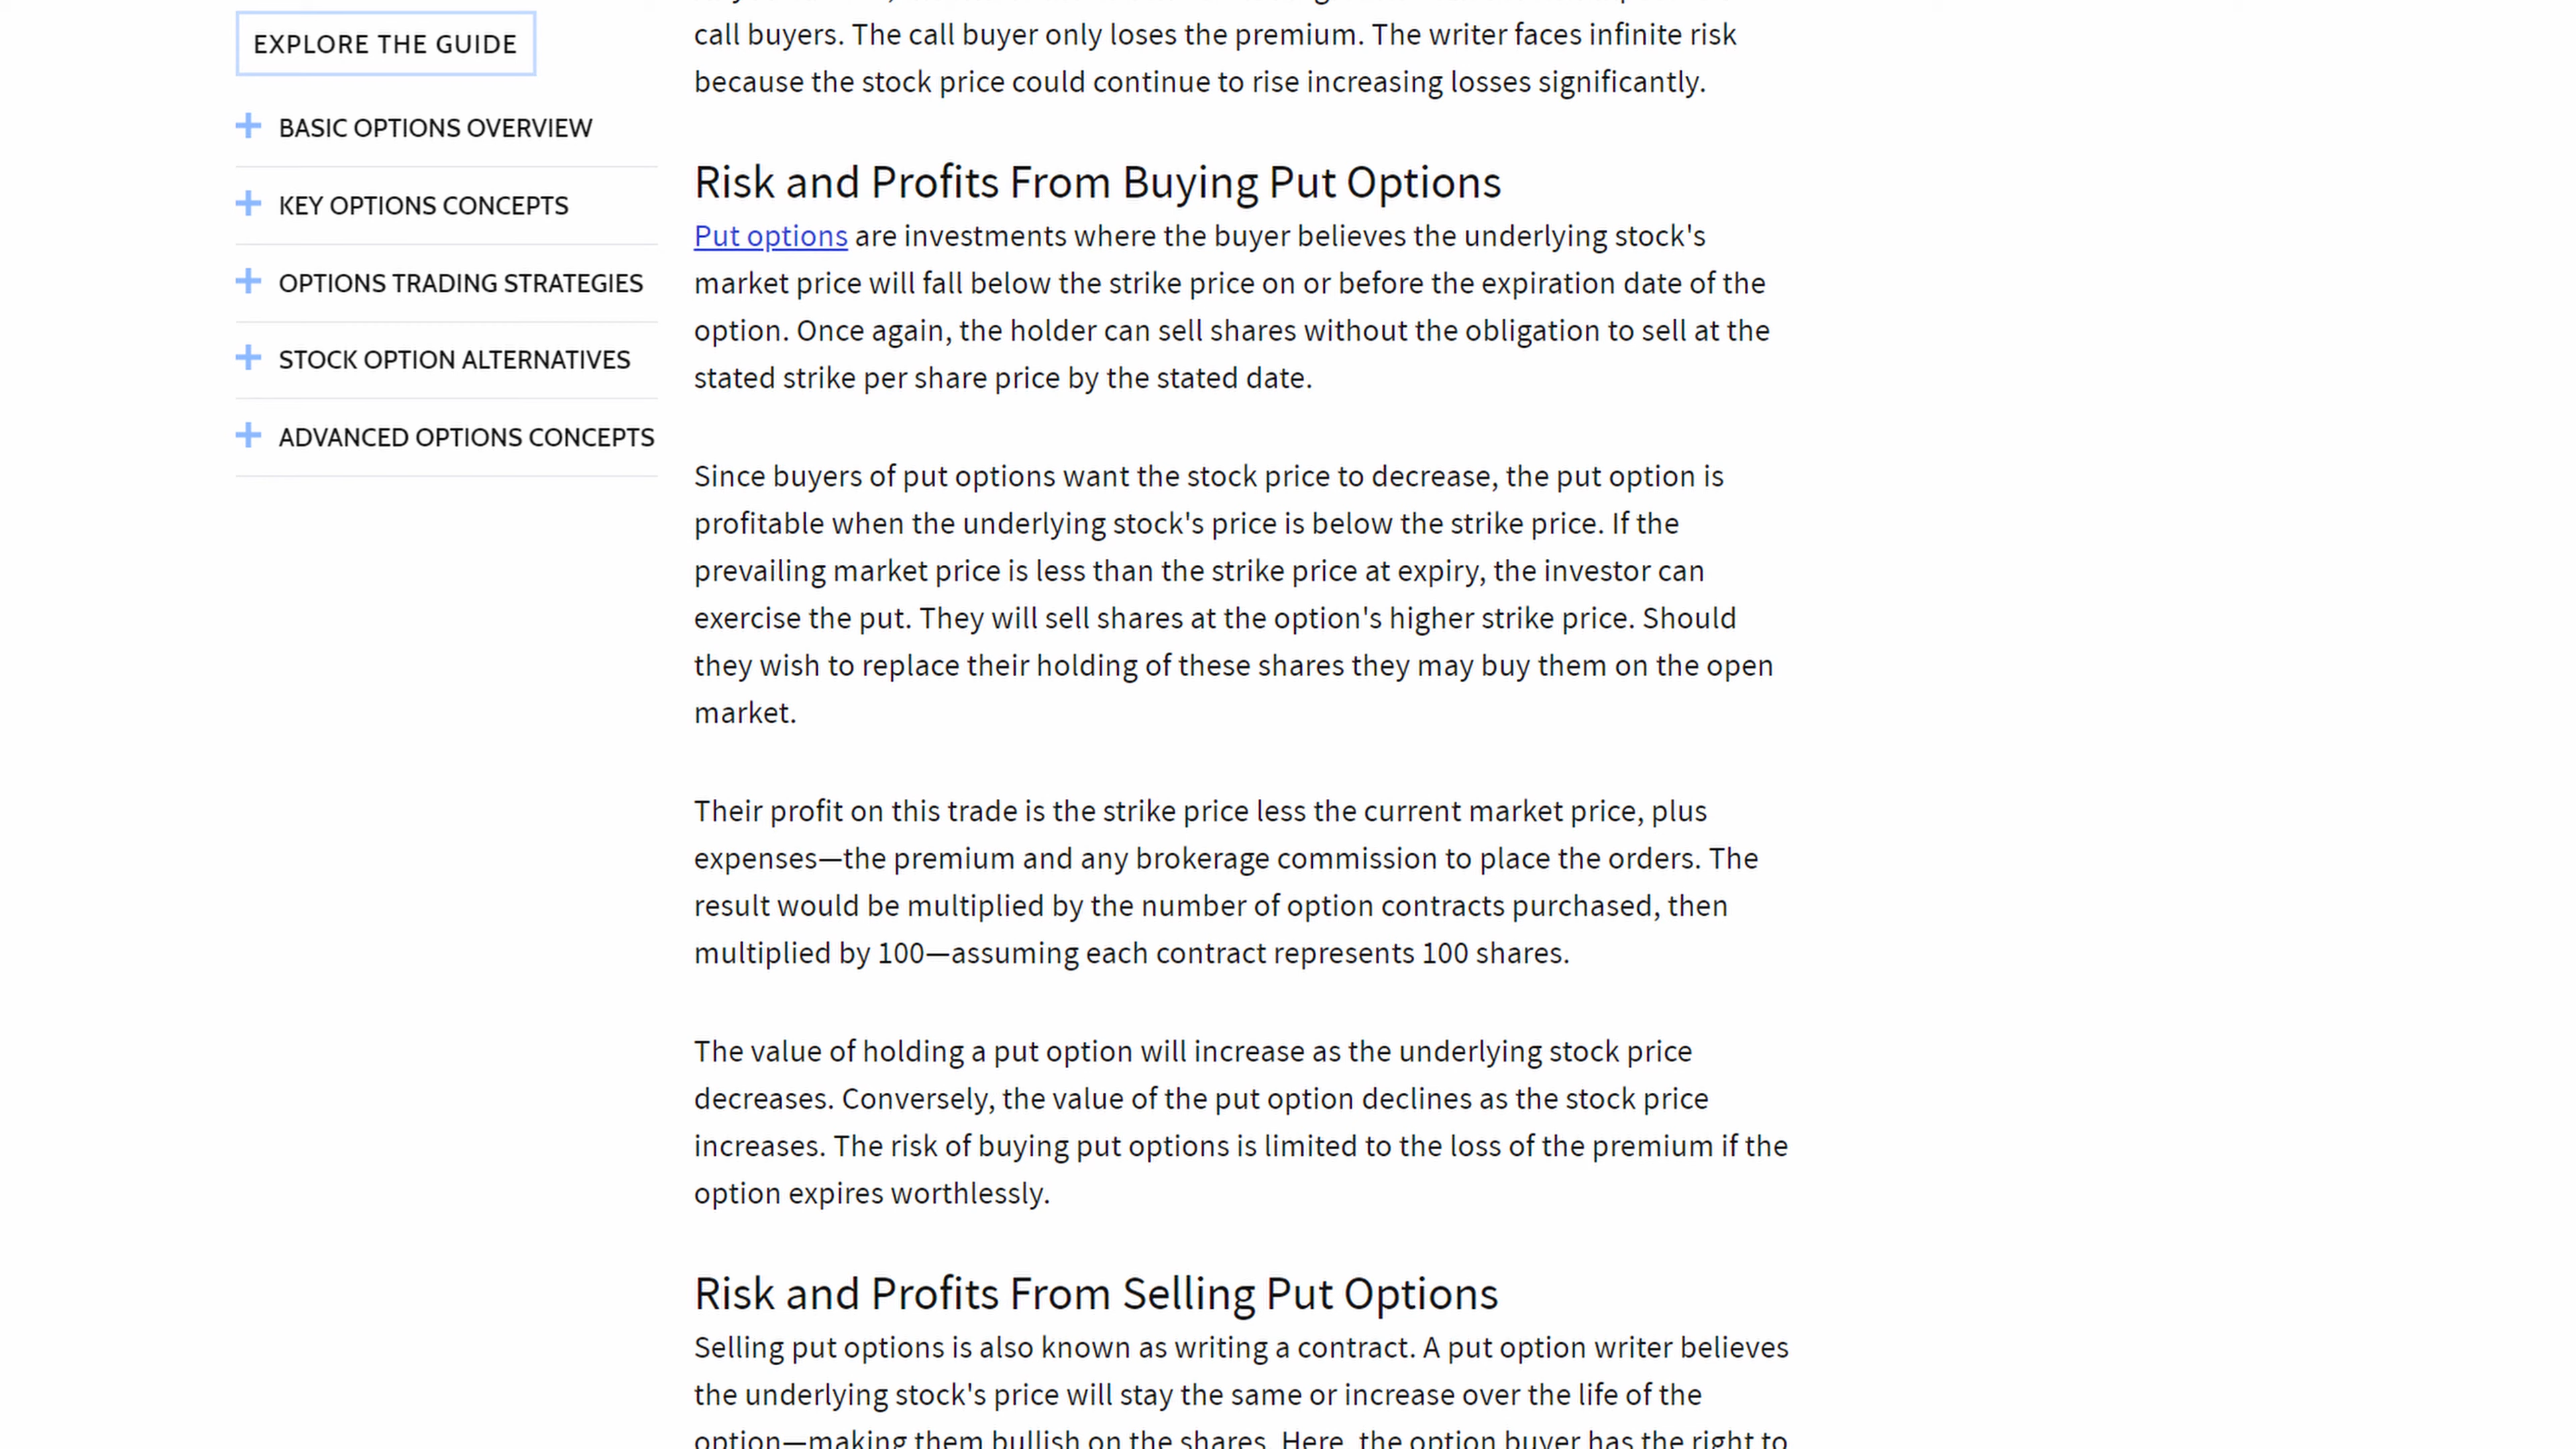 EXPLORE THE GUIDE
BASIC OPTIONS OVERVIEW
KEY OPTIONS CONCEPTS
OPTIONS TRADING STRATEGIES
STOCK OPTION ALTERNATIVES
ADVANCED OPTIONS CONCEPTS
call buyers. The call buyer only loses the premium. The writer faces infinite risk
because the stock price could continue to rise increasing losses significantly.
Risk and Profits From Buying Put Options
Put options are investments where the buyer believes the underlying stock's
market price will fall below the strike price on or before the expiration date of the
option. Once again, the holder can sell shares without the obligation to sell at the
stated strike per share price by the stated date.
Since buyers of put options want the stock price to decrease, the put option is
profitable when the underlying stock's price is below the strike price. If the
prevailing market price is less than the strike price at expiry, the investor can
exercise the put. They will sell shares at the option's higher strike price. Should
they wish to replace their holding of these shares they may buy them on the open
market.
Their profit on this trade is the strike price less the current market price, plus
expenses—the premium and any brokerage commission to place the orders. The
result would be multiplied by the number of option contracts purchased, then
multiplied by 100—assuming each contract represents 100 shares.
The value of holding a put option will increase as the underlying stock price
decreases. Conversely, the value of the put option declines as the stock price
increases. The risk of buying put options is limited to the loss of the premium if the
option expires worthlessly.
Risk and Profits From Selling Put Options
Selling put options is also known as writing a contract. A put option writer believes
the underlying stock's price will stay the same or increase over the life of the
option—making them bullish on the shares. Here, the option buyer has the right to